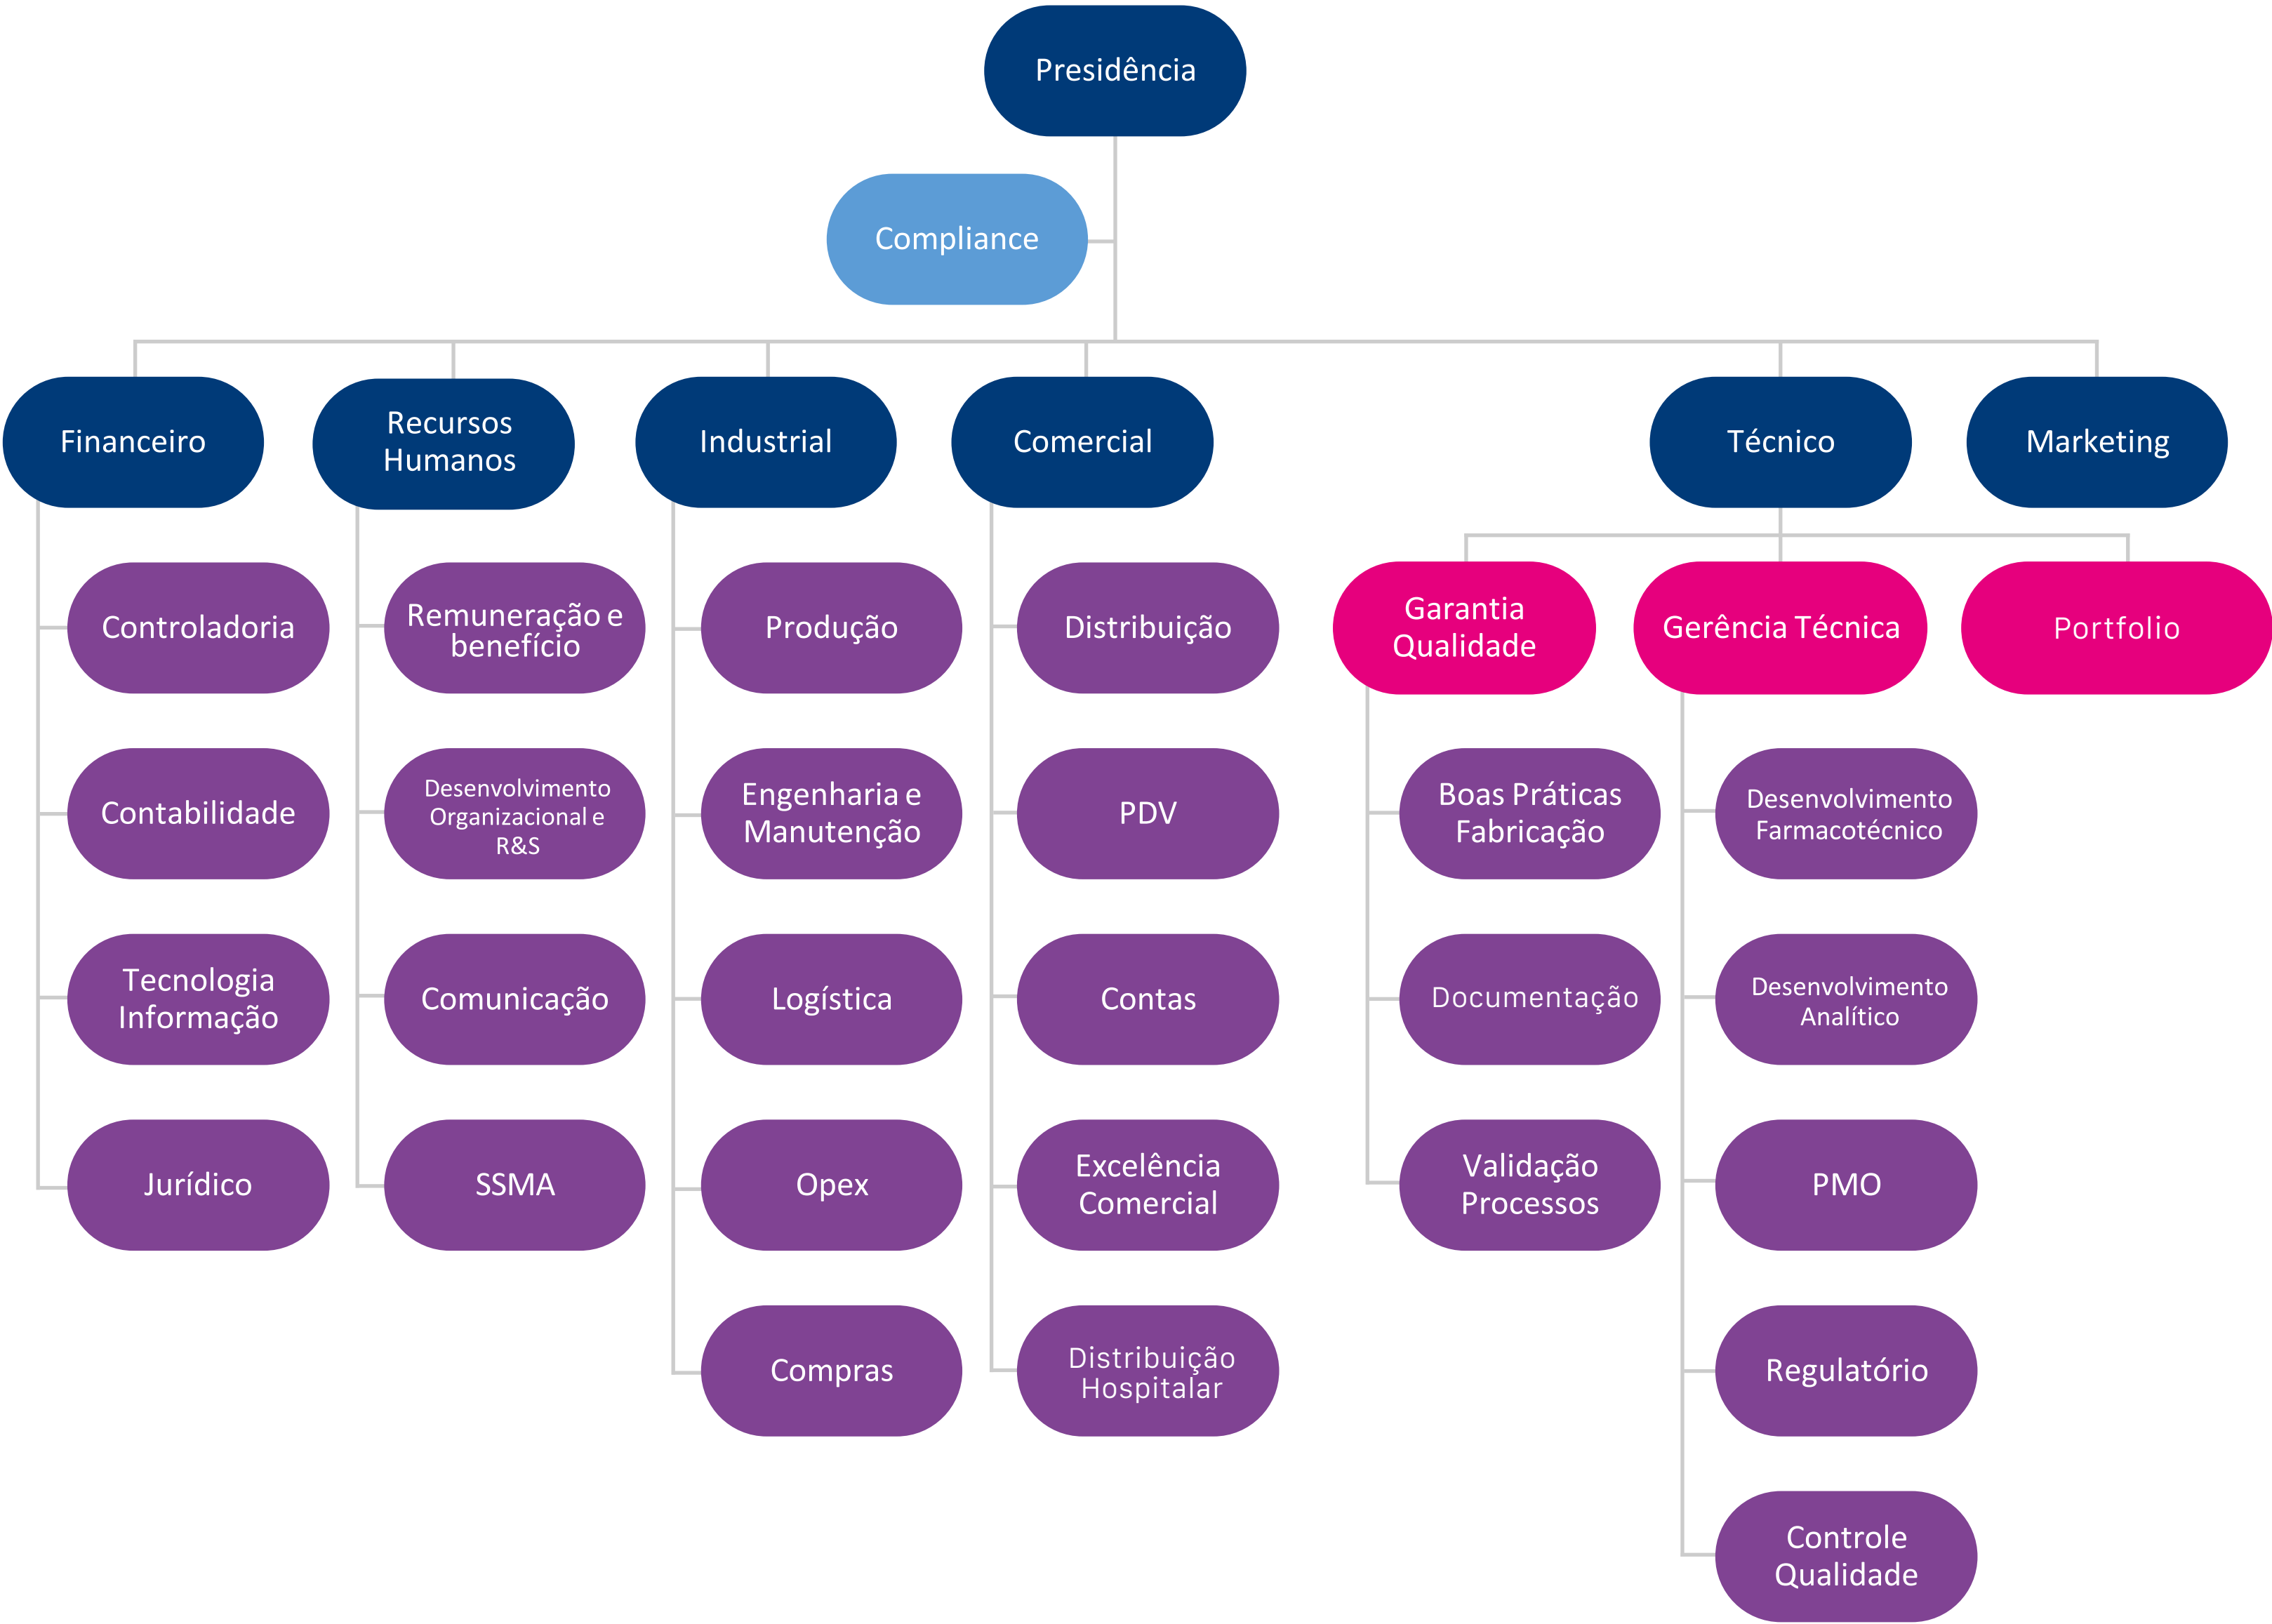 Presidência
Compliance
Financeiro
Recursos
Humanos
Industrial
Comercial
Técnico
Marketing
Controladoria
Remuneração e
benefício
Produção
Distribuição
Garantia
Qualidade
Gerência Técnica
Portfolio
Contabilidade
Desenvolvimento
Organizacional e
R&S
Engenharia e
Manutenção
PDV
Boas Práticas
Fabricação
Desenvolvimento
Farmacotécnico
Tecnologia
Informação
Comunicação
Logística
Contas
Documentação
Desenvolvimento
Analítico
Jurídico
SSMA
Opex
Excelência
Comercial
Validação
Processos
PMO
Compras
Distribuição
Hospitalar
Regulatório
Controle
Qualidade